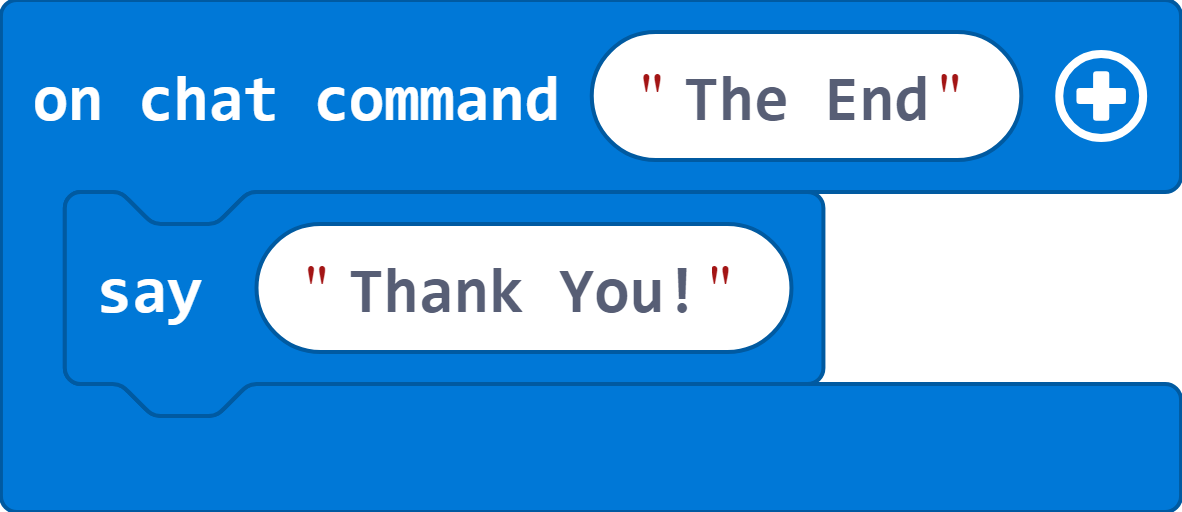 on chat command "The End"
say "Thank You!"